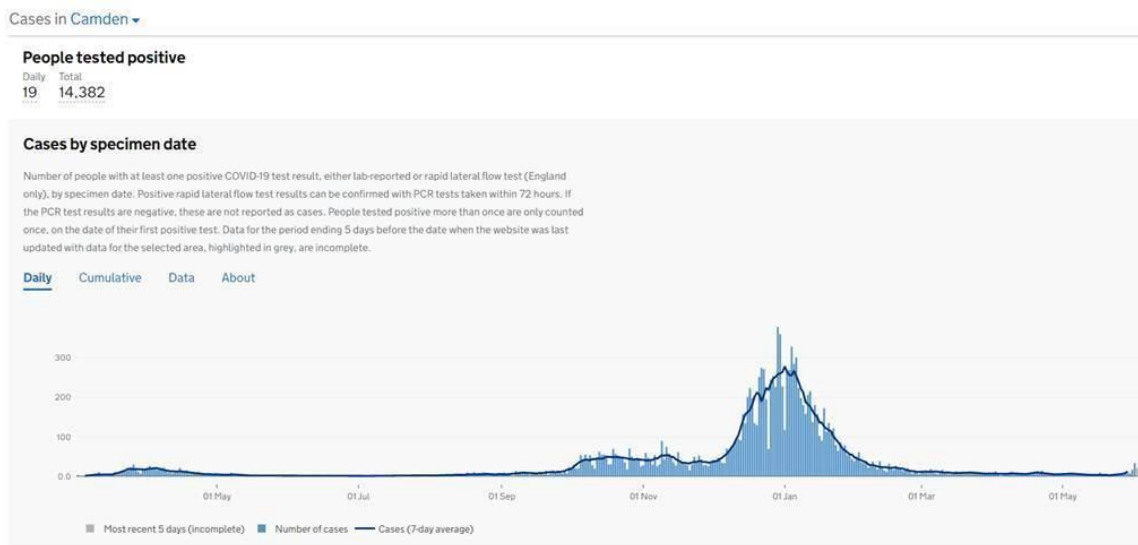 Cases in Camden
People tested positive
Daily Total
19 14,382
Cases by specimen date
Number of people with at least one positive COVID-19 test result, either lab-reported or rapid lateral flow test (England
only), by specimen date. Positive rapid lateral flow test results can be confirmed with PCR tests taken within 72 hours. If
the PCR test results are negative, these are not reported as cases. People tested positive more than once are only counted
once, on the date of their first positive test. Data for the period ending 5 days before the date when the website was last
updated with data for the selected area, highlighted in grey, are incomplete.
Daily Cumulative Data About
300
200
100
0.0
01 May 01 Jul 01 Sep 01 Nov 01 Jan 01 Mar 01 May
Most recent 5 days (incomplete) Number of cases Cases (7-day average)